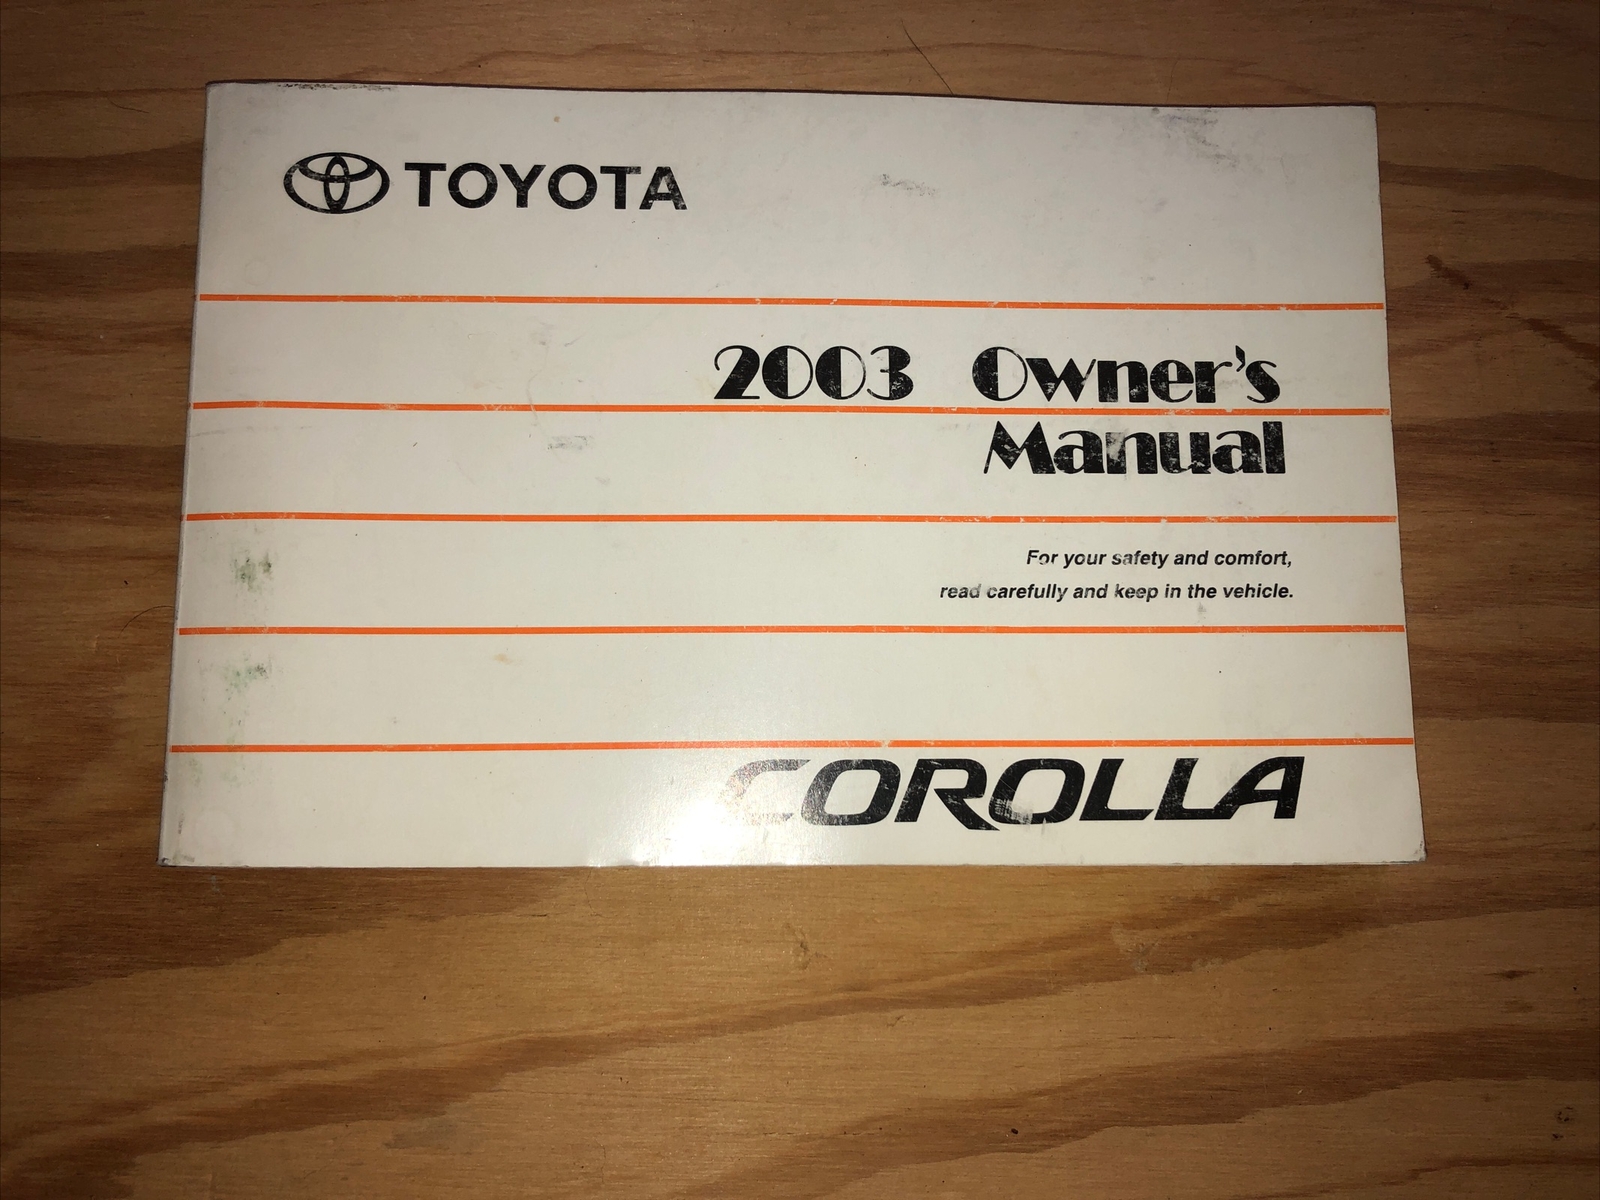 TOYOTA
2003 Owner's
Manual
For your safety and comfort,
read carefully and keep in the vehicle.
COROLLA